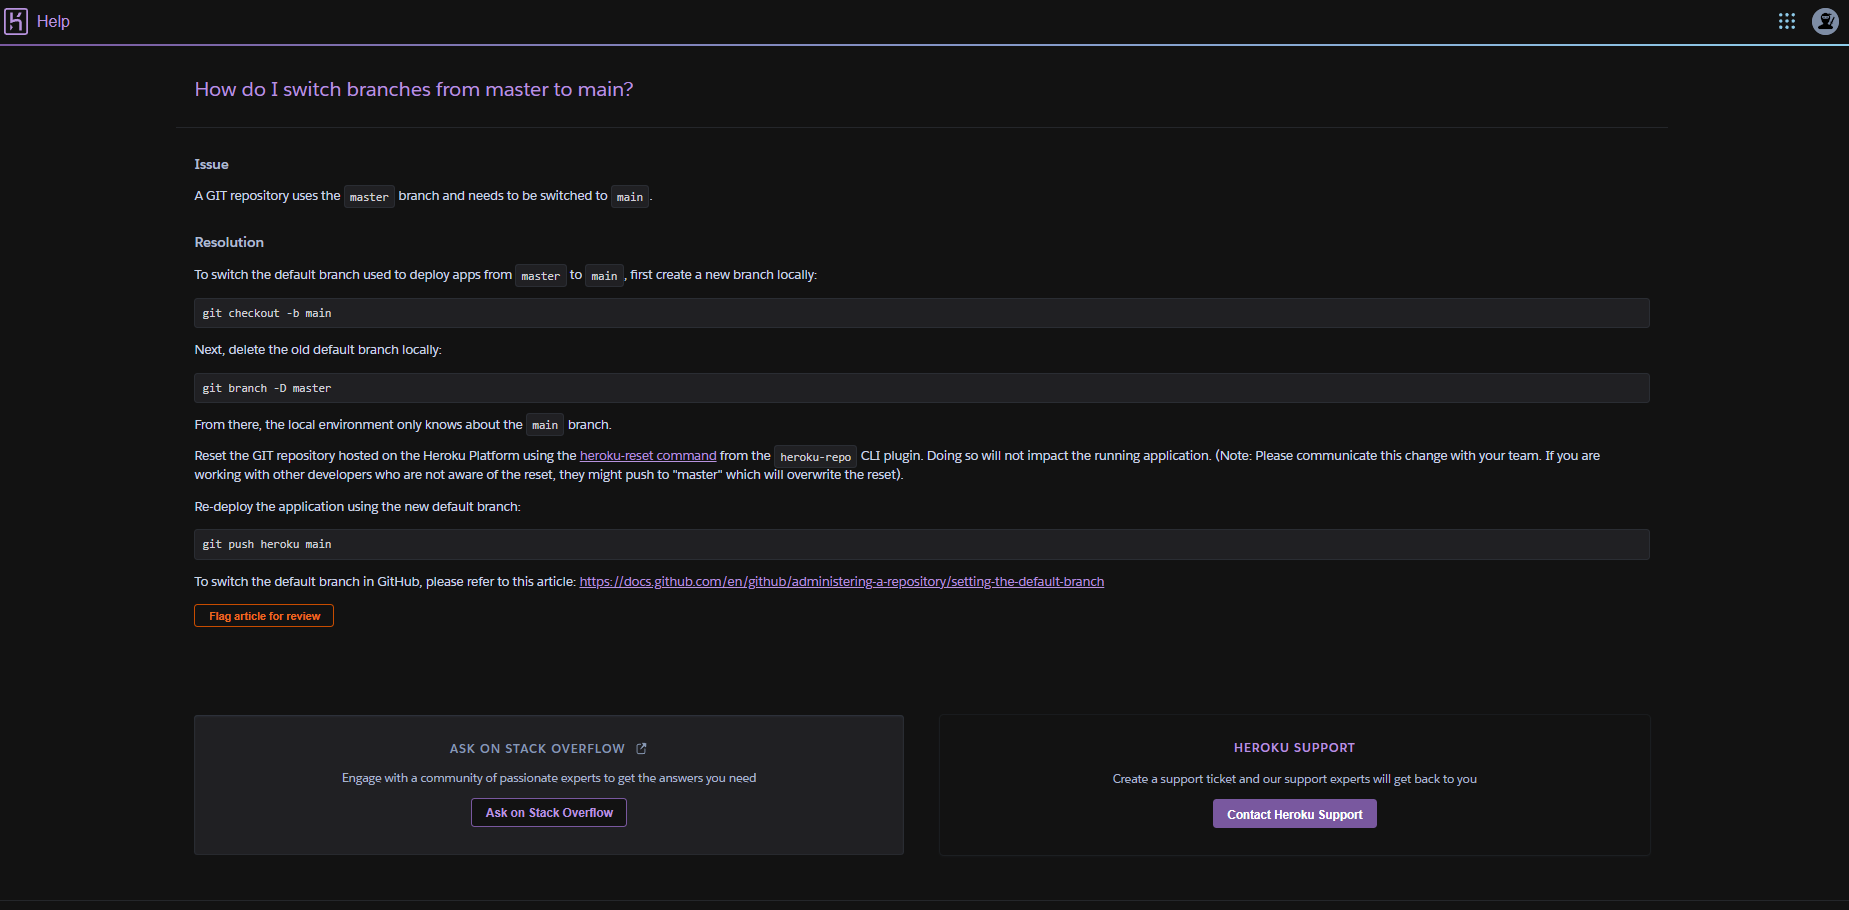 Help
How do I switch branches from master to main?
Issue
A GIT repository uses the master branch and needs to be switched to main.
Resolution
To switch the default branch used to deploy apps from master to main, first create a new branch locally:
git checkout -b main
Next, delete the old default branch locally:
git branch -D master
From there, the local environment only knows about the main branch.
Reset the GIT repository hosted on the Heroku Platform using the heroku-reset command from the heroku-repo CLI plugin. Doing so will not impact the running application. (Note: Please communicate this change with your team. If you are
working with other developers who are not aware of the reset, they might push to "master" which will overwrite the reset).
Re-deploy the application using the new default branch:
git push heroku main
To switch the default branch in GitHub, please refer to this article: https://docs.github.com/en/github/administering-a-repository/setting-the-default-branch
Flag article for review
ASK ON STACK OVERFLOW
Engage with a community of passionate experts to get the answers you need
Ask on Stack Overflow
HEROKU SUPPORT
Create a support ticket and our support experts will get back to you
Contact Heroku Support